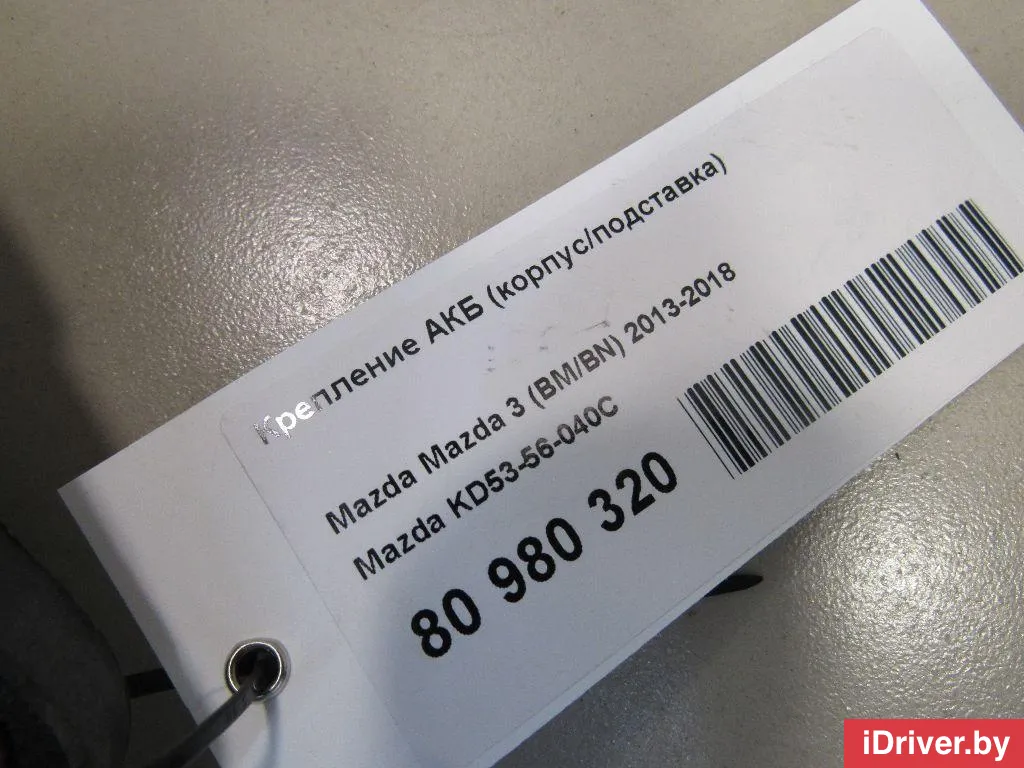 Крепление АКБ (корпус/подставка)
Mazda Mazda 3 (BM/BN) 2013-2018
Mazda KD53-56-040C
80 980 320
iDriver.by